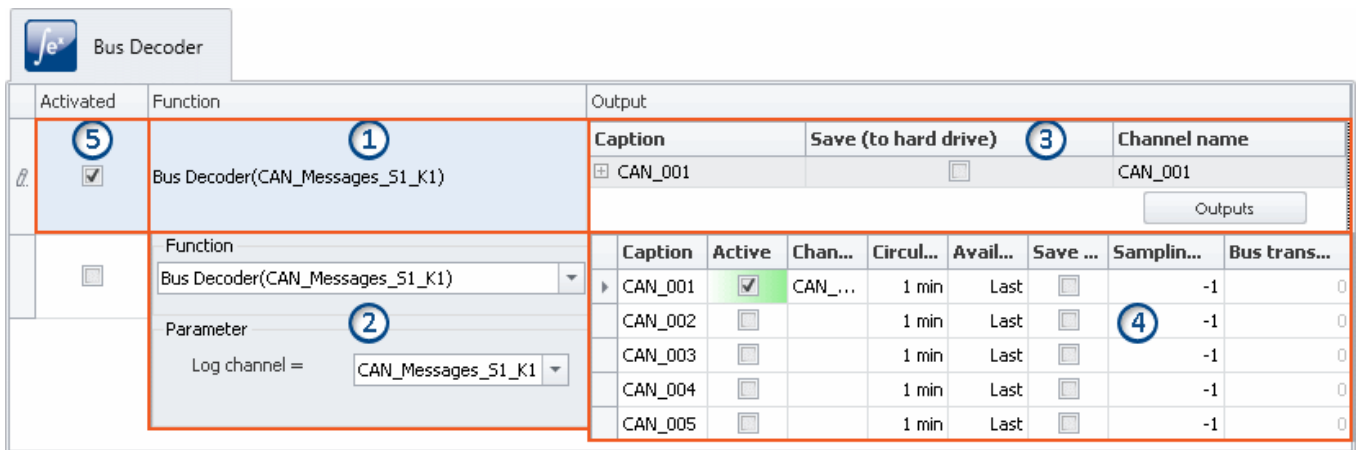 ∫eˣ Bus Decoder
Activated Function Output
5 1 Caption Save (to hard drive) 3 Channel name
Bus Decoder(CAN_Messages_S1_K1) CAN_001 CAN_001
Outputs
Function Caption Active Chan... Circul... Avail... Save ... Samplin... Bus trans...
Bus Decoder(CAN_Messages_S1_K1) CAN_001 CAN_... 1 min Last -1 0
Parameter 2 CAN_002 1 min Last 4 -1 0
Log channel = CAN_Messages_S1_K1 CAN_003 1 min Last -1 0
CAN_004 1 min Last -1 0
CAN_005 1 min Last -1 0